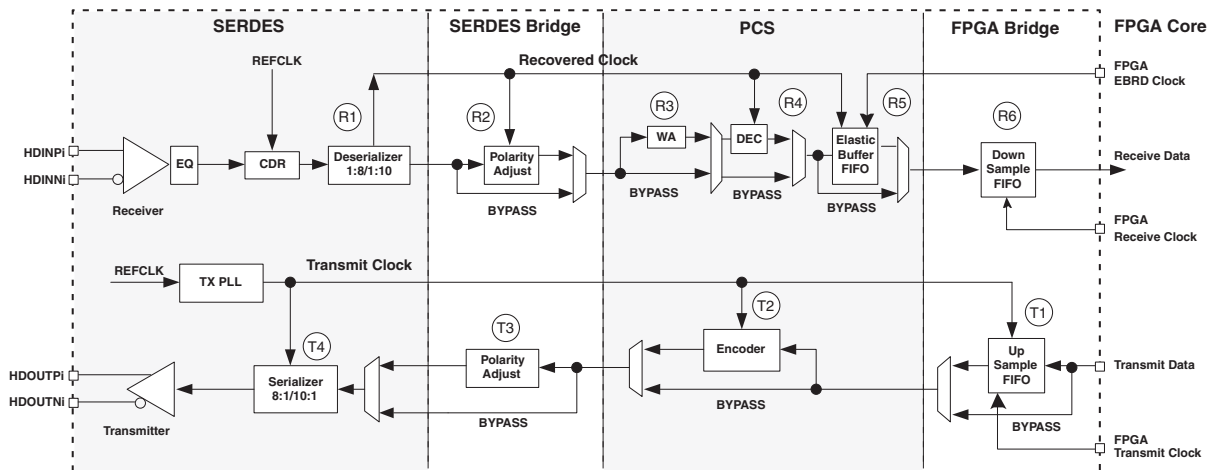 SERDES
SERDES Bridge
PCS
FPGA Bridge
FPGA Core
REFCLK
Recovered Clock
FPGA
EBRD Clock
R1
R2
R3
R4
R5
R6
HDINPi
HDINNi
EQ
CDR
Deserializer
1:8/1:10
Polarity
Adjust
WA
DEC
Elastic
Buffer
FIFO
Down
Sample
FIFO
Receive Data
Receiver
BYPASS
BYPASS
BYPASS
BYPASS
FPGA
Receive Clock
REFCLK
TX PLL
Transmit Clock
T4
T3
T2
T1
HDOUTPi
HDOUTNi
Serializer
8:1/10:1
Polarity
Adjust
Encoder
Up
Sample
FIFO
Transmit Data
Transmitter
BYPASS
BYPASS
BYPASS
FPGA
Transmit Clock